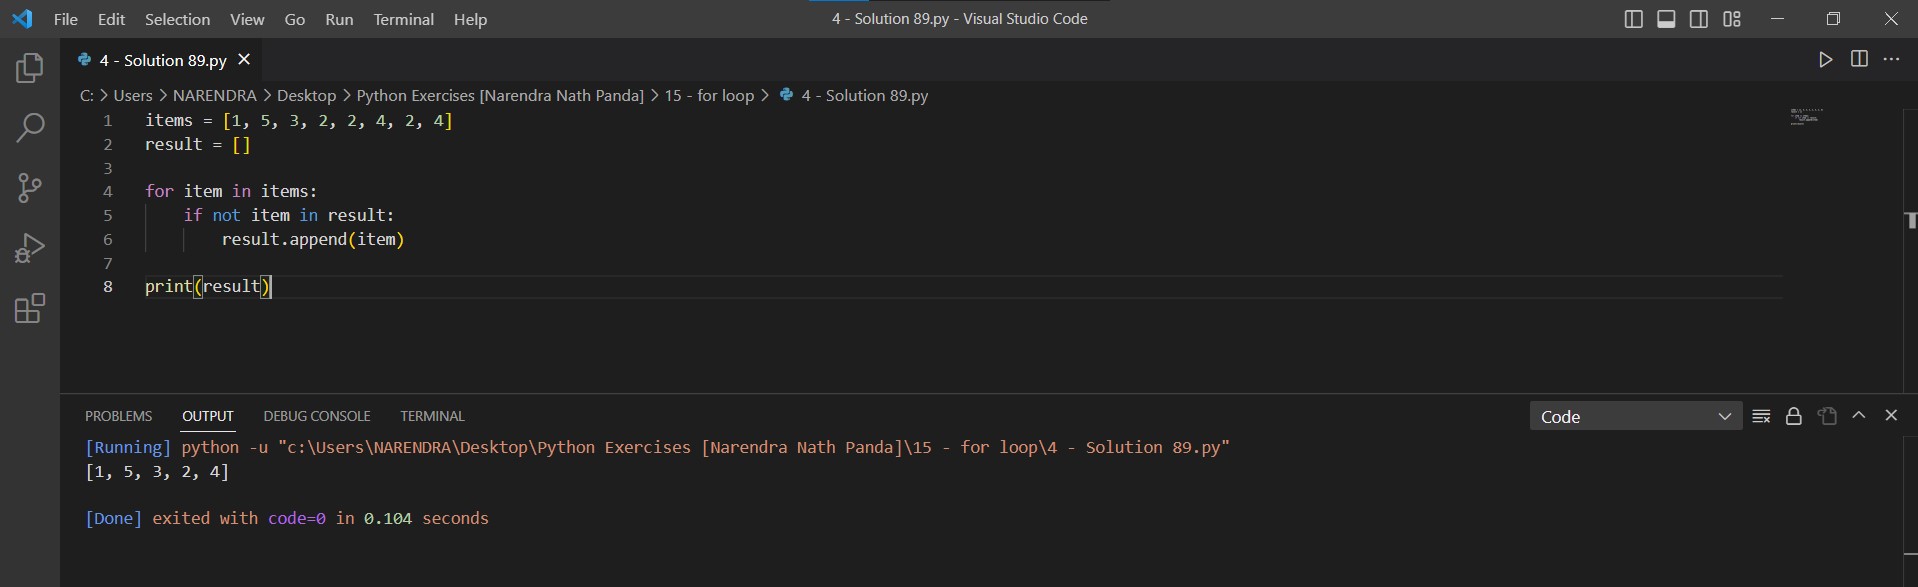 File Edit Selection View Go Run Terminal Help 4 - Solution 89.py - Visual Studio Code
4 - Solution 89.py
C: > Users > NARENDRA > Desktop > Python Exercises [Narendra Nath Panda] > 15 - for loop > 4 - Solution 89.py
1 items = [1, 5, 3, 2, 2, 4, 2, 4]
2 result = []
3
4 for item in items:
5     if not item in result:
6         result.append(item)
7
8 print(result)
PROBLEMS OUTPUT DEBUG CONSOLE TERMINAL Code
[Running] python -u "c:\Users\NARENDRA\Desktop\Python Exercises [Narendra Nath Panda]\15 - for loop\4 - Solution 89.py"
[1, 5, 3, 2, 4]
[Done] exited with code=0 in 0.104 seconds